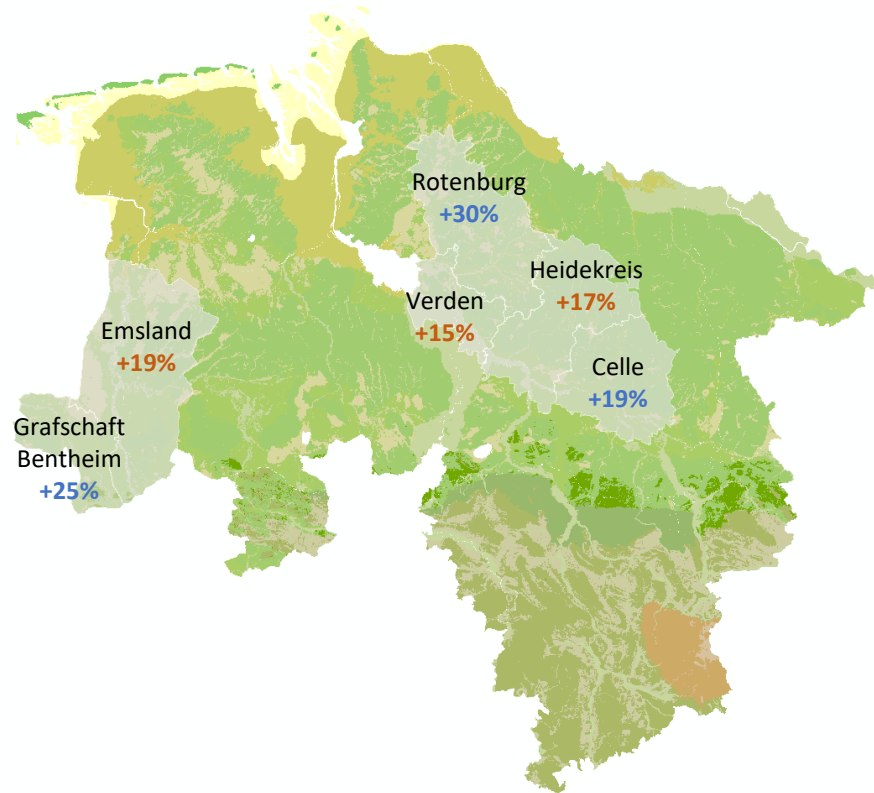 Rotenburg
+30%
Heidekreis
+17%
Verden
+15%
Emsland
+19%
Celle
+19%
Grafschaft
Bentheim
+25%